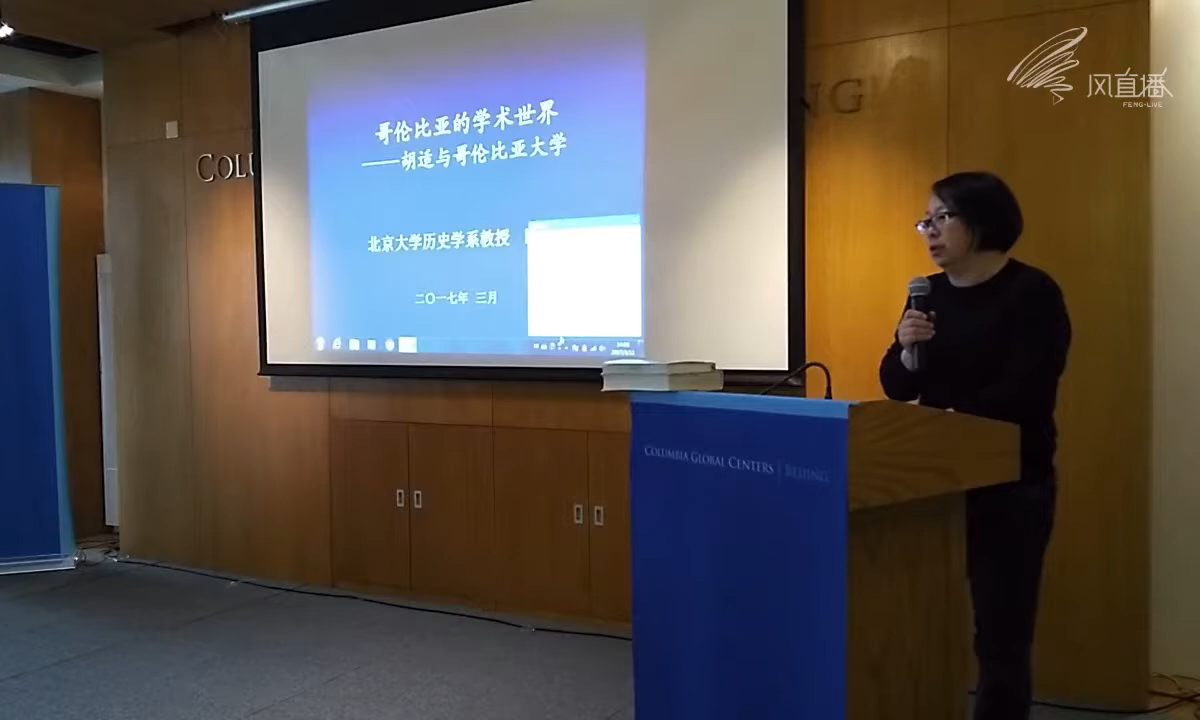 风直播
FENG-LIVE
NG
COLU
哥伦比亚的学术世界
——胡适与哥伦比亚大学
北京大学历史学系教授
二〇一七年 三月
COLUMBIA GLOBAL CENTERS | BEIJING